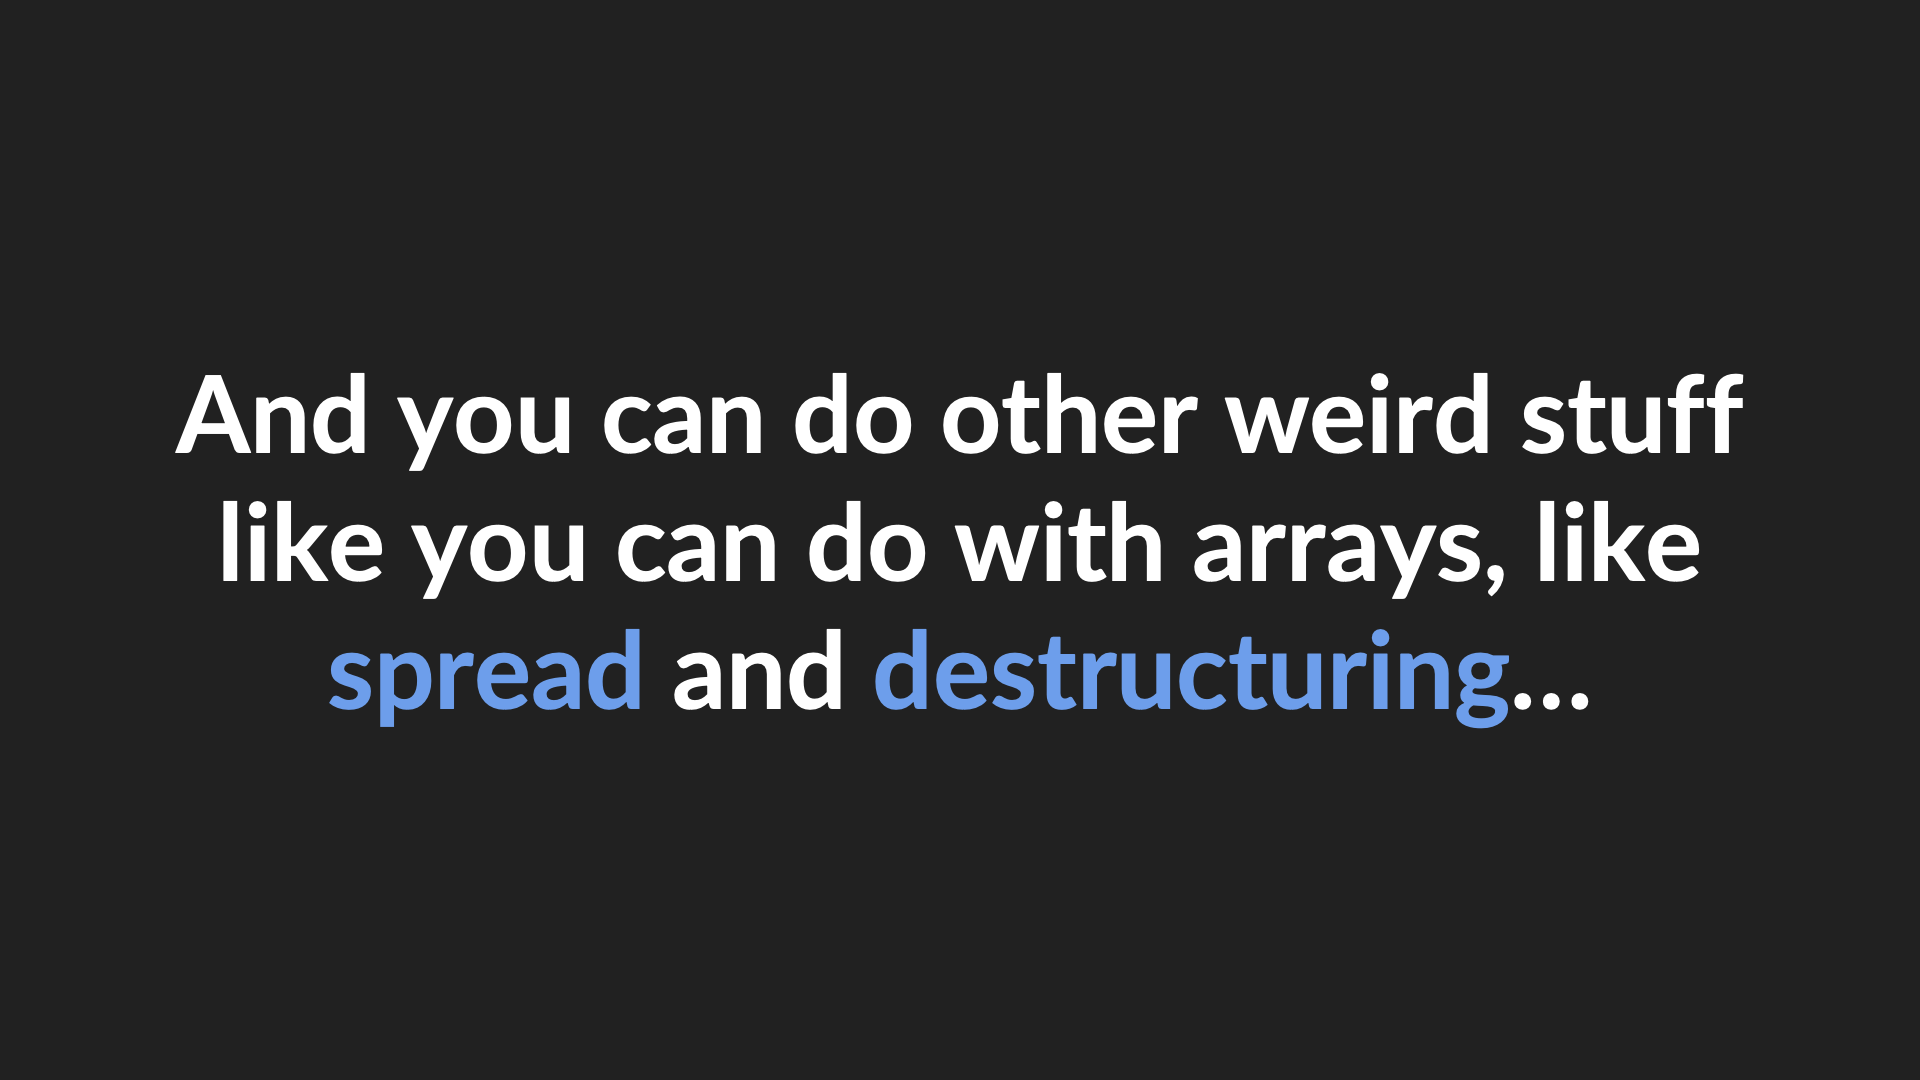 And you can do other weird stuff
like you can do with arrays, like
spread and destructuring...